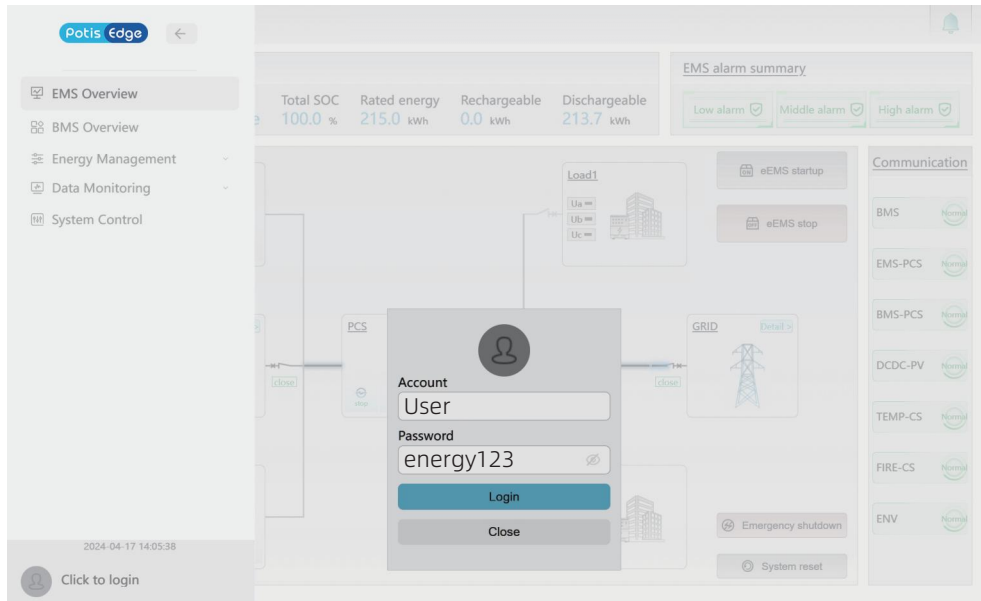 Potis Edge
EMS Overview
BMS Overview
Energy Management
Data Monitoring
System Control
2024-04-17 14:05:38
Click to login
Total SOC Rated energy Rechargeable Dischargeable
100.0 % 215.0 kWh 0.0 kWh 213.7 kWh
EMS alarm summary
Low alarm Middle alarm High alarm
Load1
Ua
Ub
Uc
eEMS startup
eEMS stop
PCS
stop
close
GRID Detail >
close
Account
User
Password
energy123
Login
Close
Emergency shutdown
System reset
Communication
BMS Normal
EMS-PCS Normal
BMS-PCS Normal
DCDC-PV Normal
TEMP-CS Normal
FIRE-CS Normal
ENV Normal